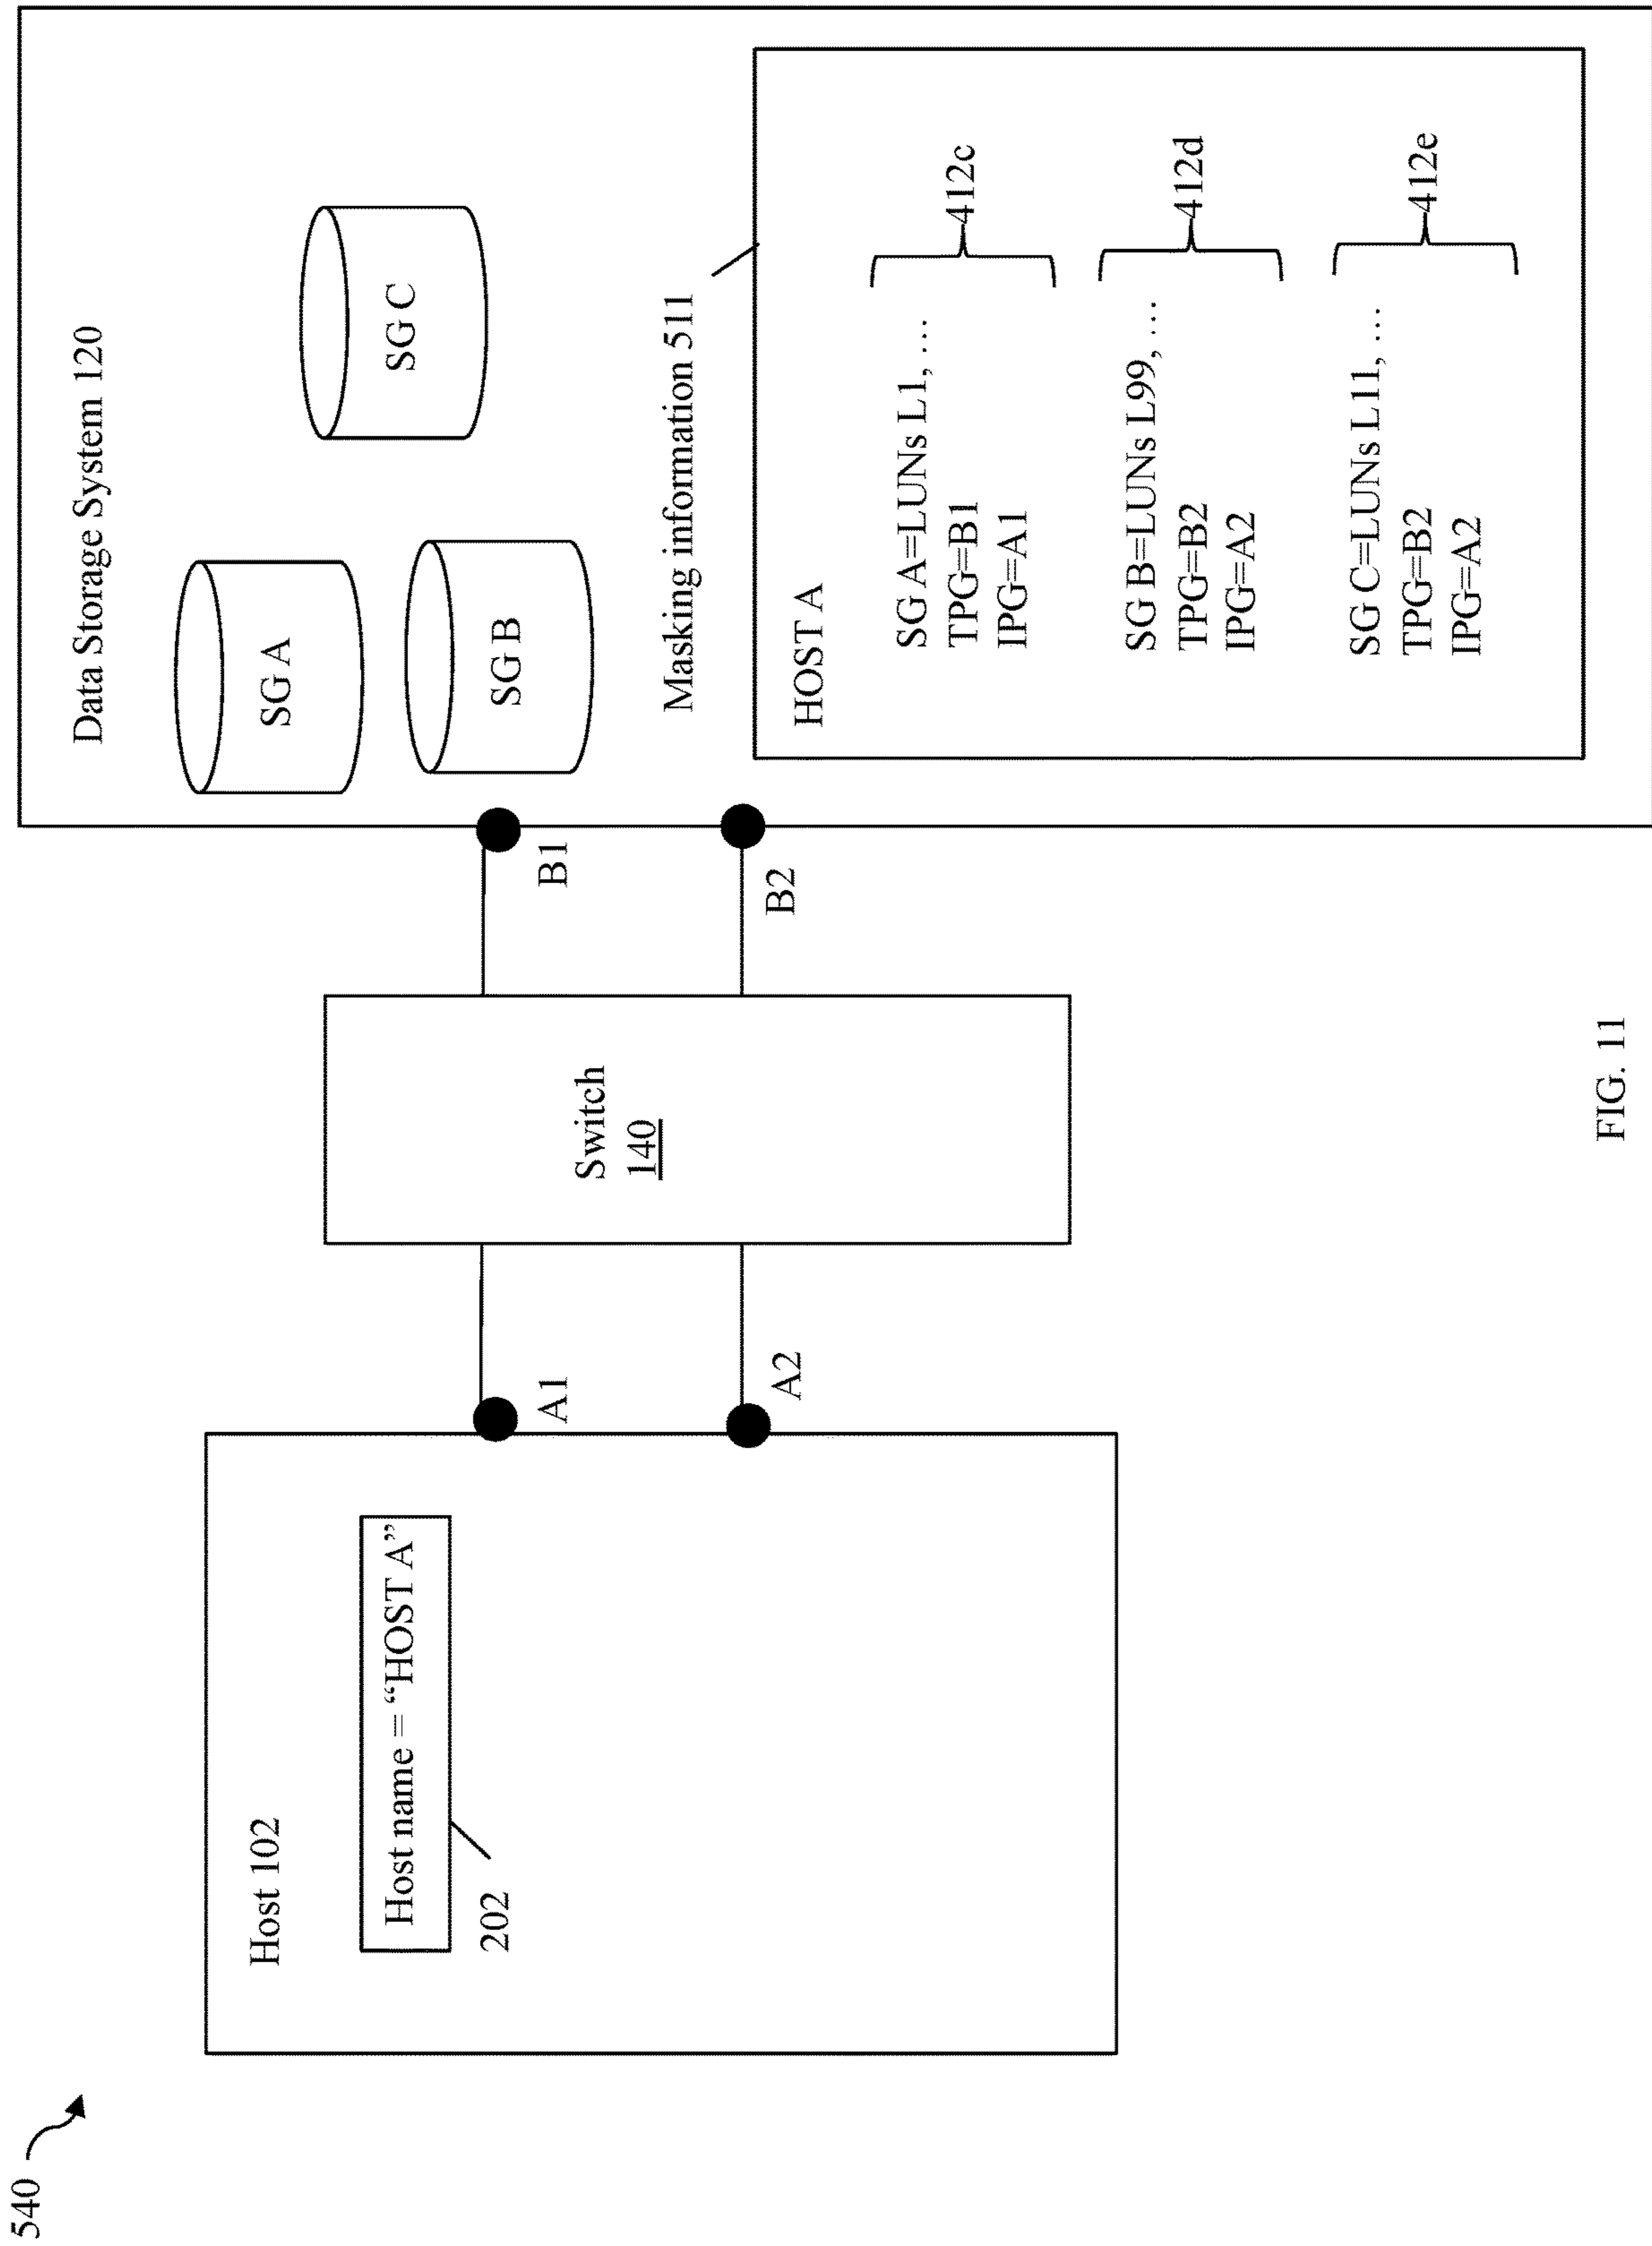 540
Host 102
Host name = “HOST A”
202
A1
A2
Switch
140
B1
B2
Data Storage System 120
SG A
SG B
SG C
Masking information 511
HOST A
SG A=LUNs L1, …
TPG=B1
IPG=A1
412c
SG B=LUNs L99, …
TPG=B2
IPG=A2
412d
SG C=LUNs L11, …
TPG=B2
IPG=A2
412e
FIG. 11